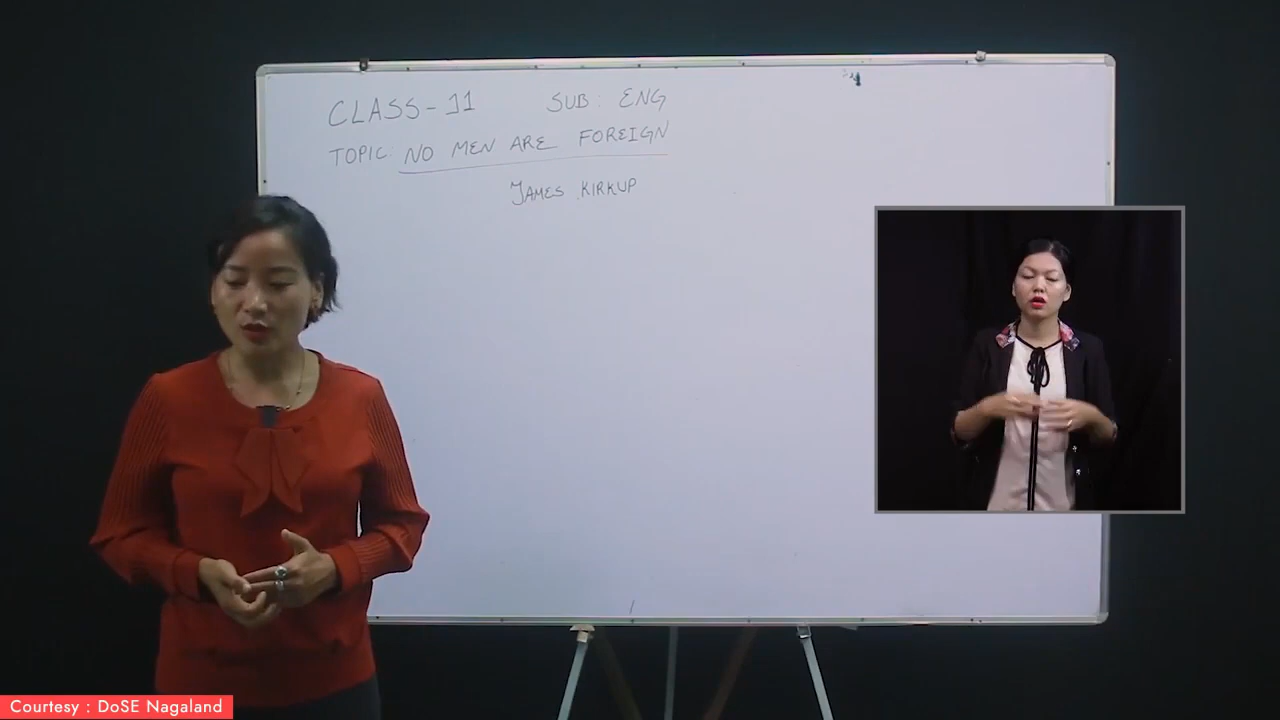 CLASS-11 SUB: ENG
TOPIC: NO MEN ARE FOREIGN
JAMES KIRKUP
Courtesy : DoSE Nagaland